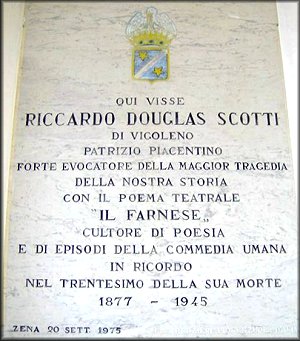 QUI VISSE
RICCARDO DOUGLAS SCOTTI
DI VIGOLENO
PATRIZIO PIACENTINO
FORTE EVOCATORE DELLA MAGGIOR TRAGEDIA
DELLA NOSTRA STORIA
CON IL POEMA TEATRALE
"IL FARNESE„
CULTORE DI POESIA
E DI EPISODI DELLA COMMEDIA UMANA
IN RICORDO
NEL TRENTESIMO DELLA SUA MORTE
1877 - 1945
ZENA 20 SETT. 1975